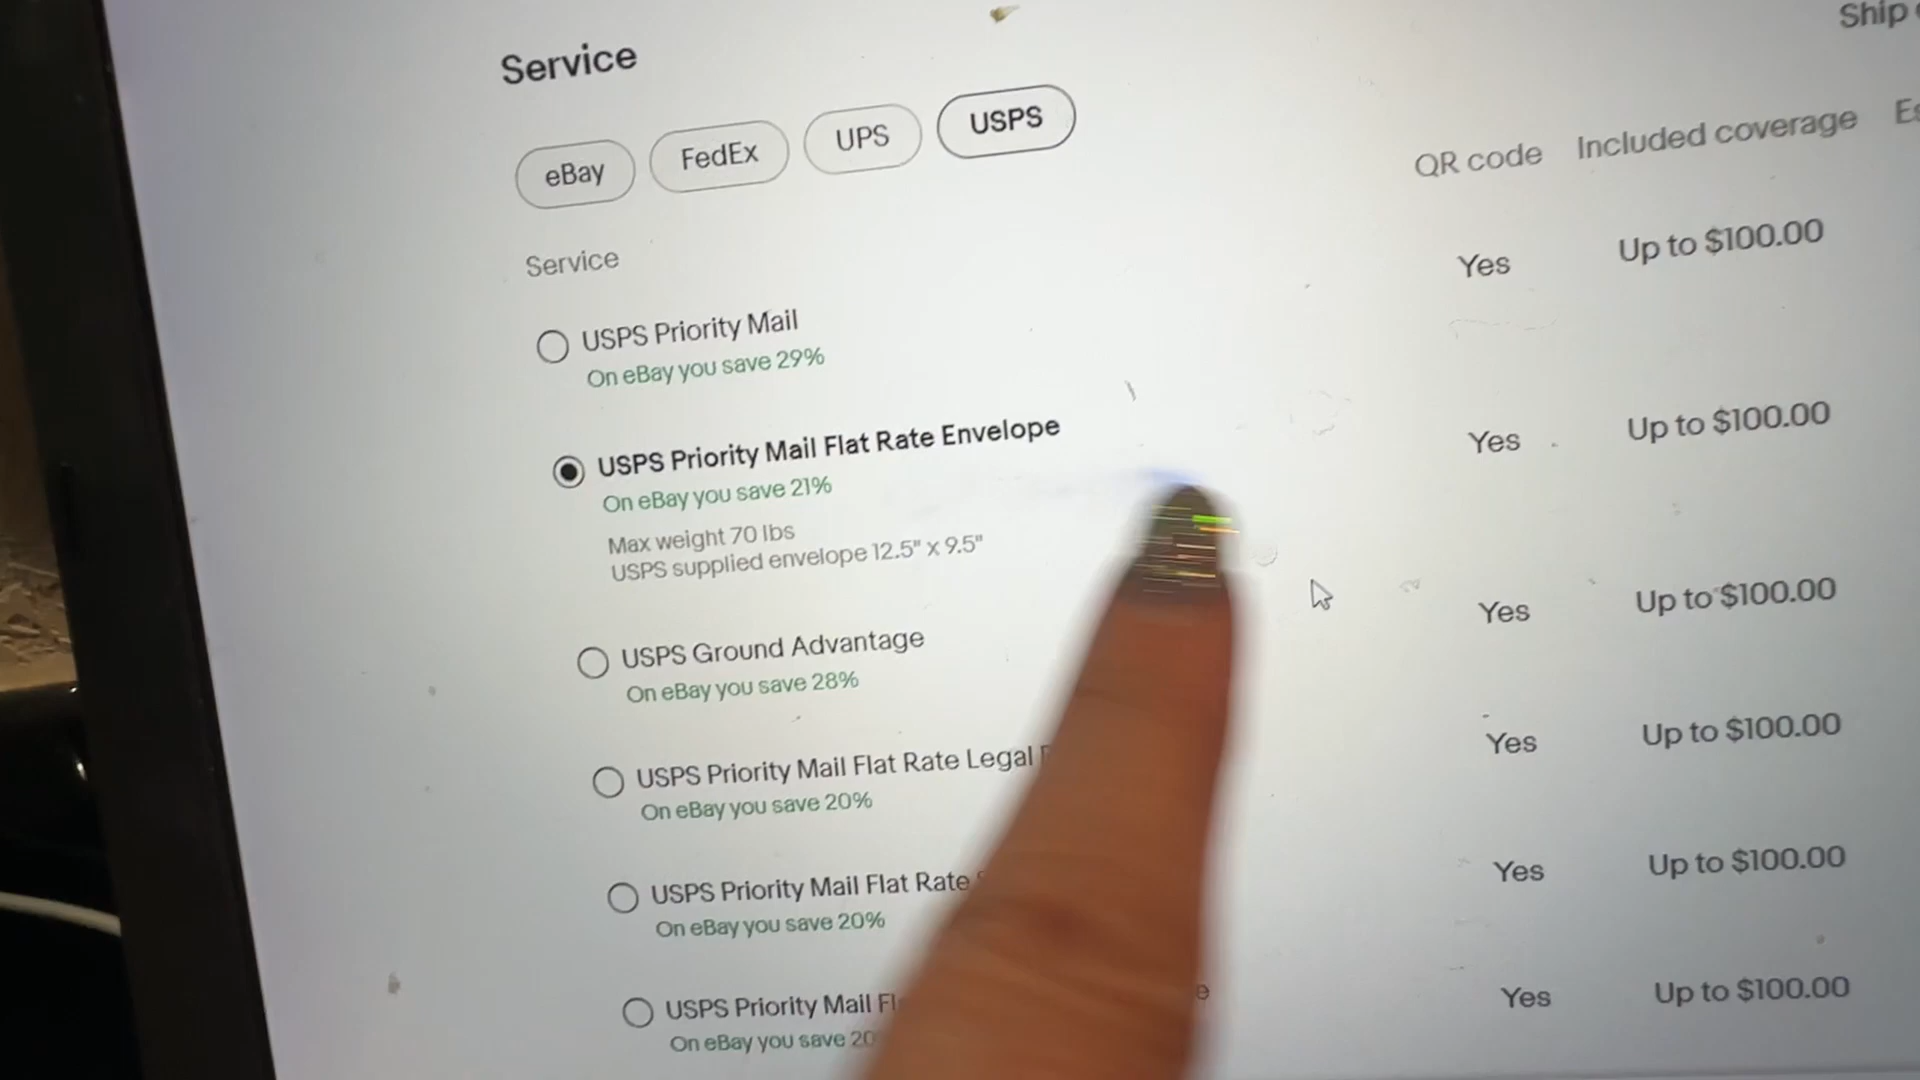 Service
Ship
eBay
FedEx
UPS
USPS
Service
QR code
Included coverage
USPS Priority Mail
On eBay you save 29%
Yes
Up to $100.00
USPS Priority Mail Flat Rate Envelope
On eBay you save 21%
Max weight 70 lbs
USPS supplied envelope 12.5" x 9.5"
Yes
Up to $100.00
USPS Ground Advantage
On eBay you save 28%
Yes
Up to $100.00
USPS Priority Mail Flat Rate Legal
On eBay you save 20%
Yes
Up to $100.00
USPS Priority Mail Flat Rate
On eBay you save 20%
Yes
Up to $100.00
USPS Priority Mail
On eBay you save
Yes
Up to $100.00